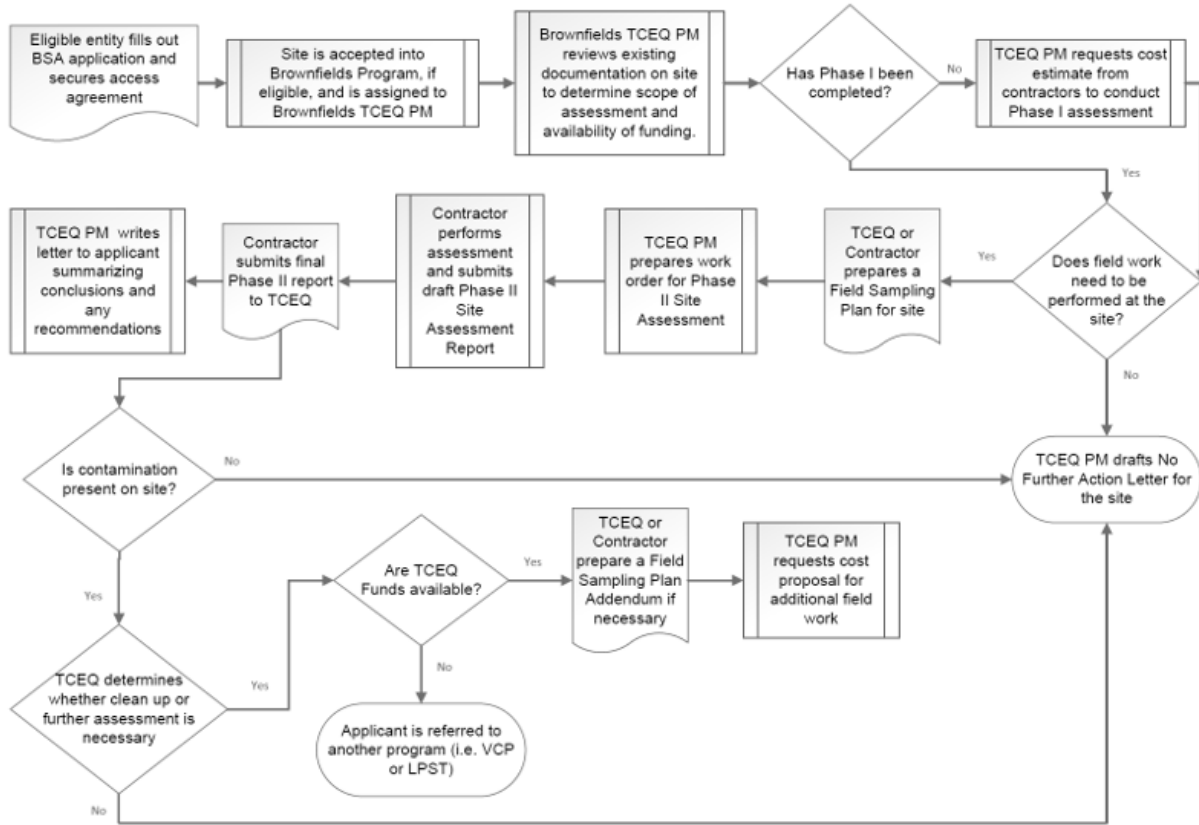 Eligible entity fills out
BSA application and
secures access
agreement
Site is accepted into
Brownfields Program, if
eligible, and is assigned to
Brownfields TCEQ PM
Brownfields TCEQ PM
reviews existing
documentation on site
to determine scope of
assessment and
availability of funding.
Has Phase I been
completed?
No
TCEQ PM requests cost
estimate from
contractors to conduct
Phase I assessment
Yes
Does field work
need to be
performed at the
site?
Yes
TCEQ or
Contractor
prepares a
Field Sampling
Plan for site
TCEQ PM
prepares work
order for Phase
II Site
Assessment
Contractor
performs
assessment
and submits
draft Phase II
Site
Assessment
Report
Contractor
submits final
Phase II report
to TCEQ
TCEQ PM writes
letter to applicant
summarizing
conclusions and
any
recommendations
No
TCEQ PM drafts No
Further Action Letter for
the site
Is contamination
present on site?
No
Yes
TCEQ determines
whether clean up or
further assessment is
necessary
Yes
Are TCEQ
Funds available?
Yes
TCEQ or
Contractor
prepare a Field
Sampling Plan
Addendum if
necessary
TCEQ PM
requests cost
proposal for
additional field
work
No
Applicant is referred to
another program (i.e. VCP
or LPST)
No